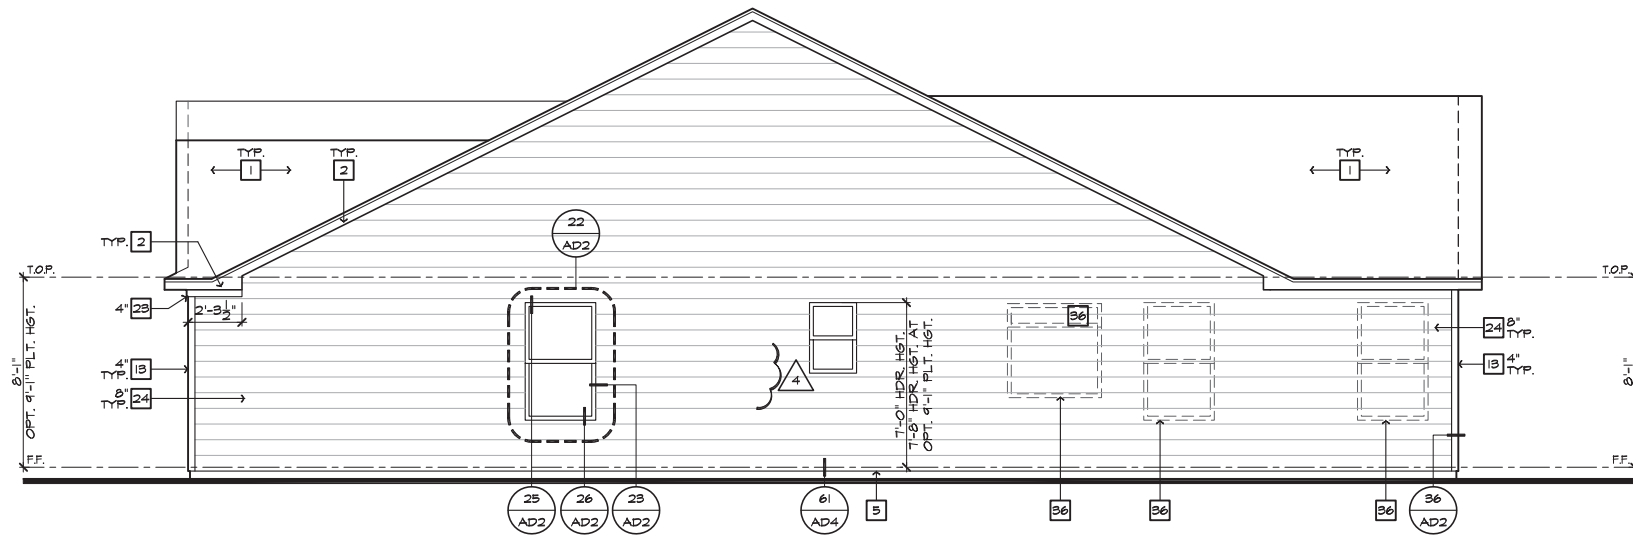 TYP.
1
TYP.
2
TYP.
1
22
AD2
TYP. 2
T.O.P.
T.O.P.
4" 23
2'-3 1/2"
36
24 8"
TYP.
4"
TYP. 13
13 4"
TYP.
8"
TYP. 24
4
8'-1"
OPT. 9'-1" PLT. HGT.
7'-0" HDR. HGT.
7'-8" HDR. HGT. AT
OPT. 9'-1" PLT. HGT.
8'-1"
F.F.
F.F.
25
AD2
26
AD2
23
AD2
61
AD4
5
36
36
36
36
AD2